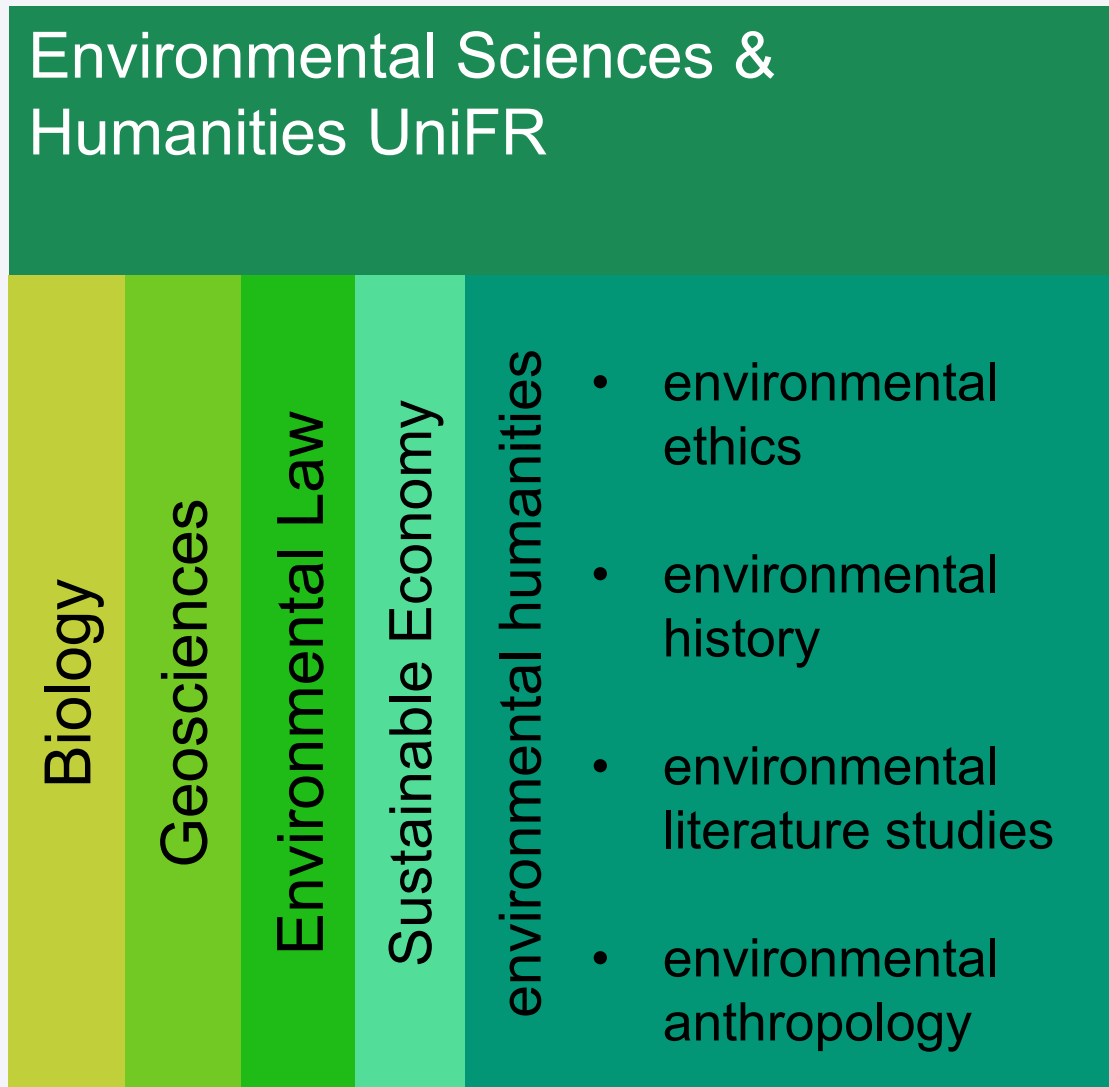 Environmental Sciences &
Humanities UniFR
Biology
Geosciences
Environmental Law
Sustainable Economy
environmental humanities
• environmental
ethics
• environmental
history
• environmental
literature studies
• environmental
anthropology